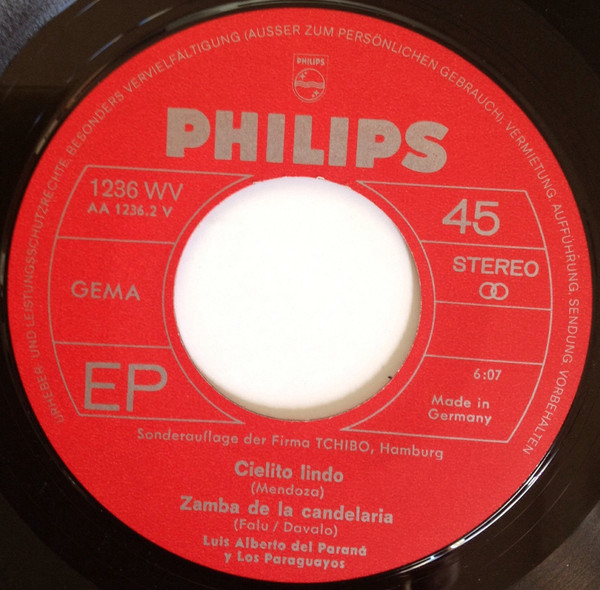 URHEBER- UND LEISTUNGSSCHUTZRECHTE, BESONDERS VERVIELFÄLTIGUNG (AUSSER ZUM PERSÖNLICHEN GEBRAUCH), VERMIETUNG, AUFFÜHRUNG, SENDUNG VORBEHALTEN
PHILIPS
PHILIPS
1236 WV
AA 1236.2 V
GEMA
EP
45
STEREO
6:07
Made in
Germany
Sonderauflage der Firma TCHIBO, Hamburg
Cielito lindo
(Mendoza)
Zamba de la candelaria
(Falu / Davalo)
Luis Alberto del Paraná
y Los Paraguayos